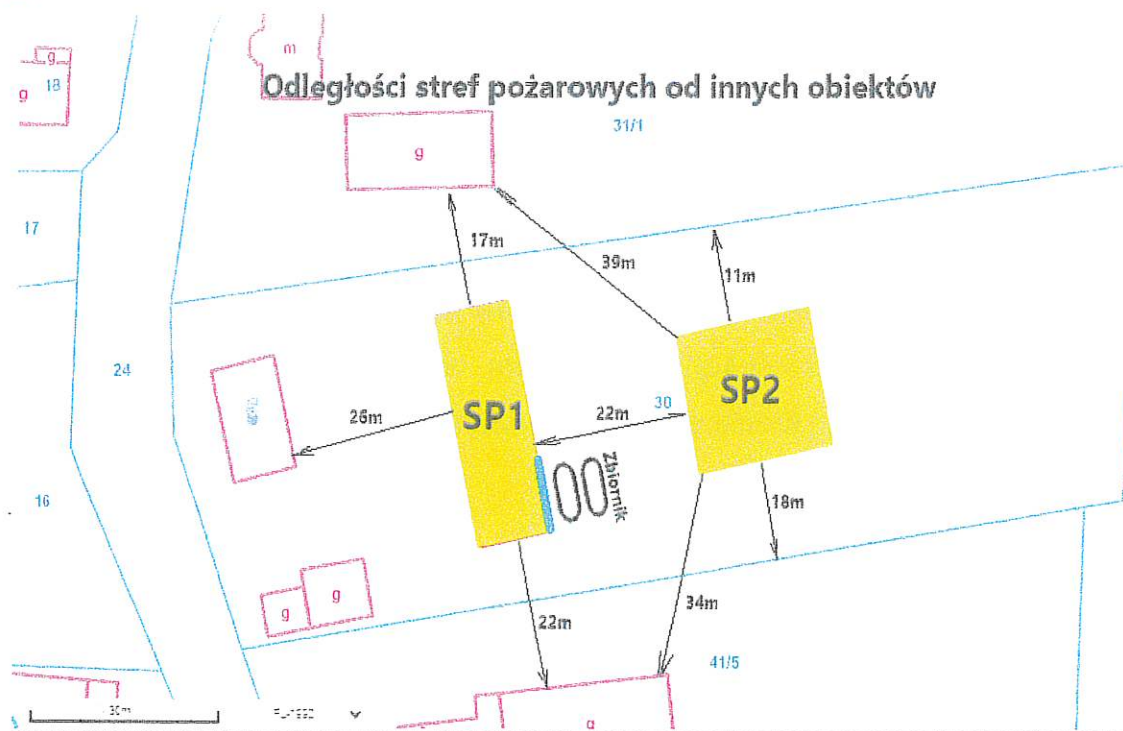 g
18
g
m
Odległości stref pożarowych od innych obiektów
31/1
g
17
17m
39m
11m
24
SP1
SP2
30
26m
22m
Zbiornik
16
18m
g
g
22m
34m
41/5
30m
g